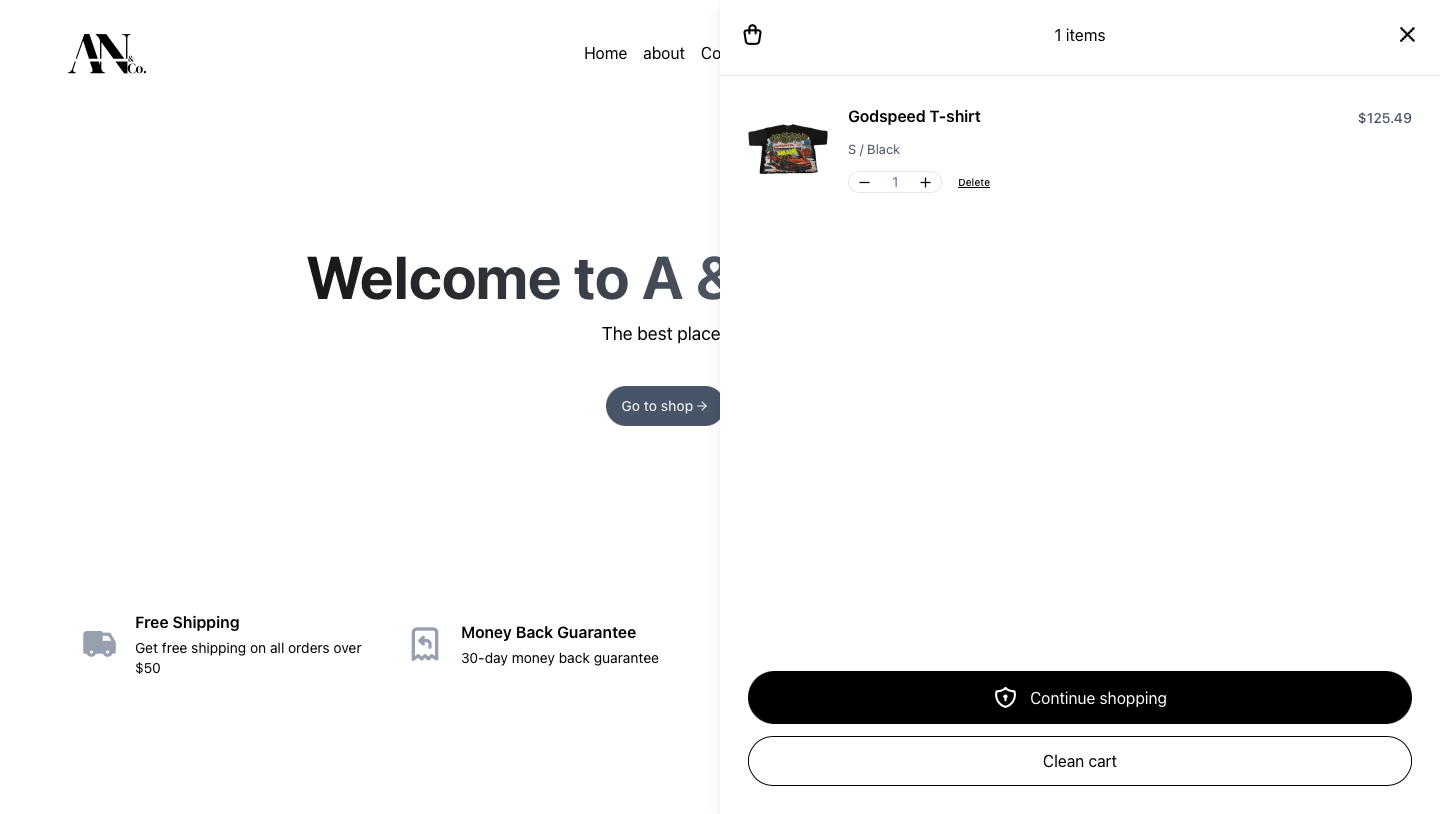 AN
& Co.
Home about Co
1 items
Godspeed T-shirt
$125.49
S / Black
1
Delete
Welcome to A &
The best place
Go to shop
Free Shipping
Get free shipping on all orders over
$50
Money Back Guarantee
30-day money back guarantee
Continue shopping
Clean cart